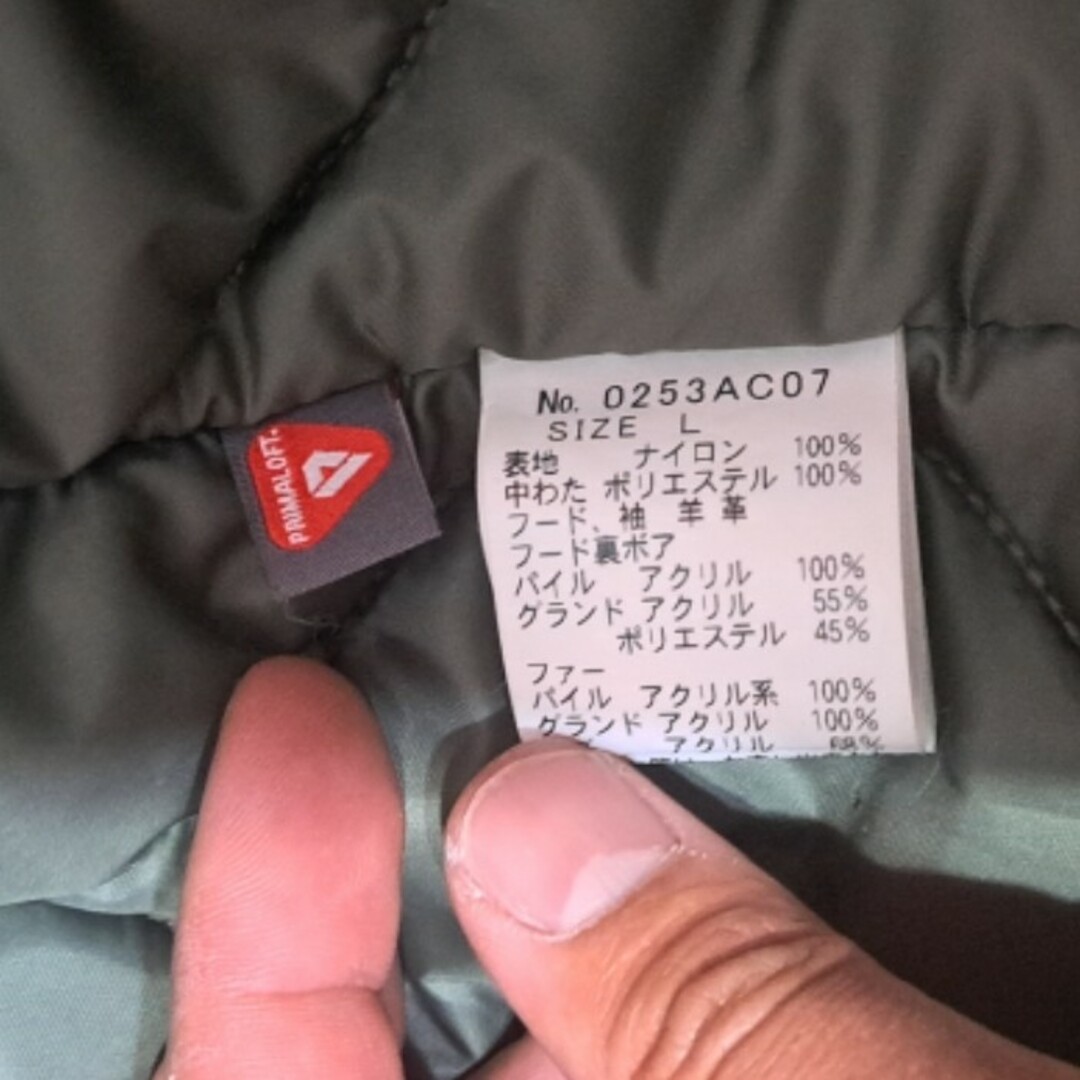 PRIMALOFT.
No. 0253AC07
SIZE L
表地 ナイロン 100%
中わた ポリエステル 100%
フード、袖 羊革
フード裏ボア
パイル アクリル 100%
グランド アクリル 55%
ポリエステル 45%
ファー
パイル アクリル系 100%
グランド アクリル 100%
アクリル